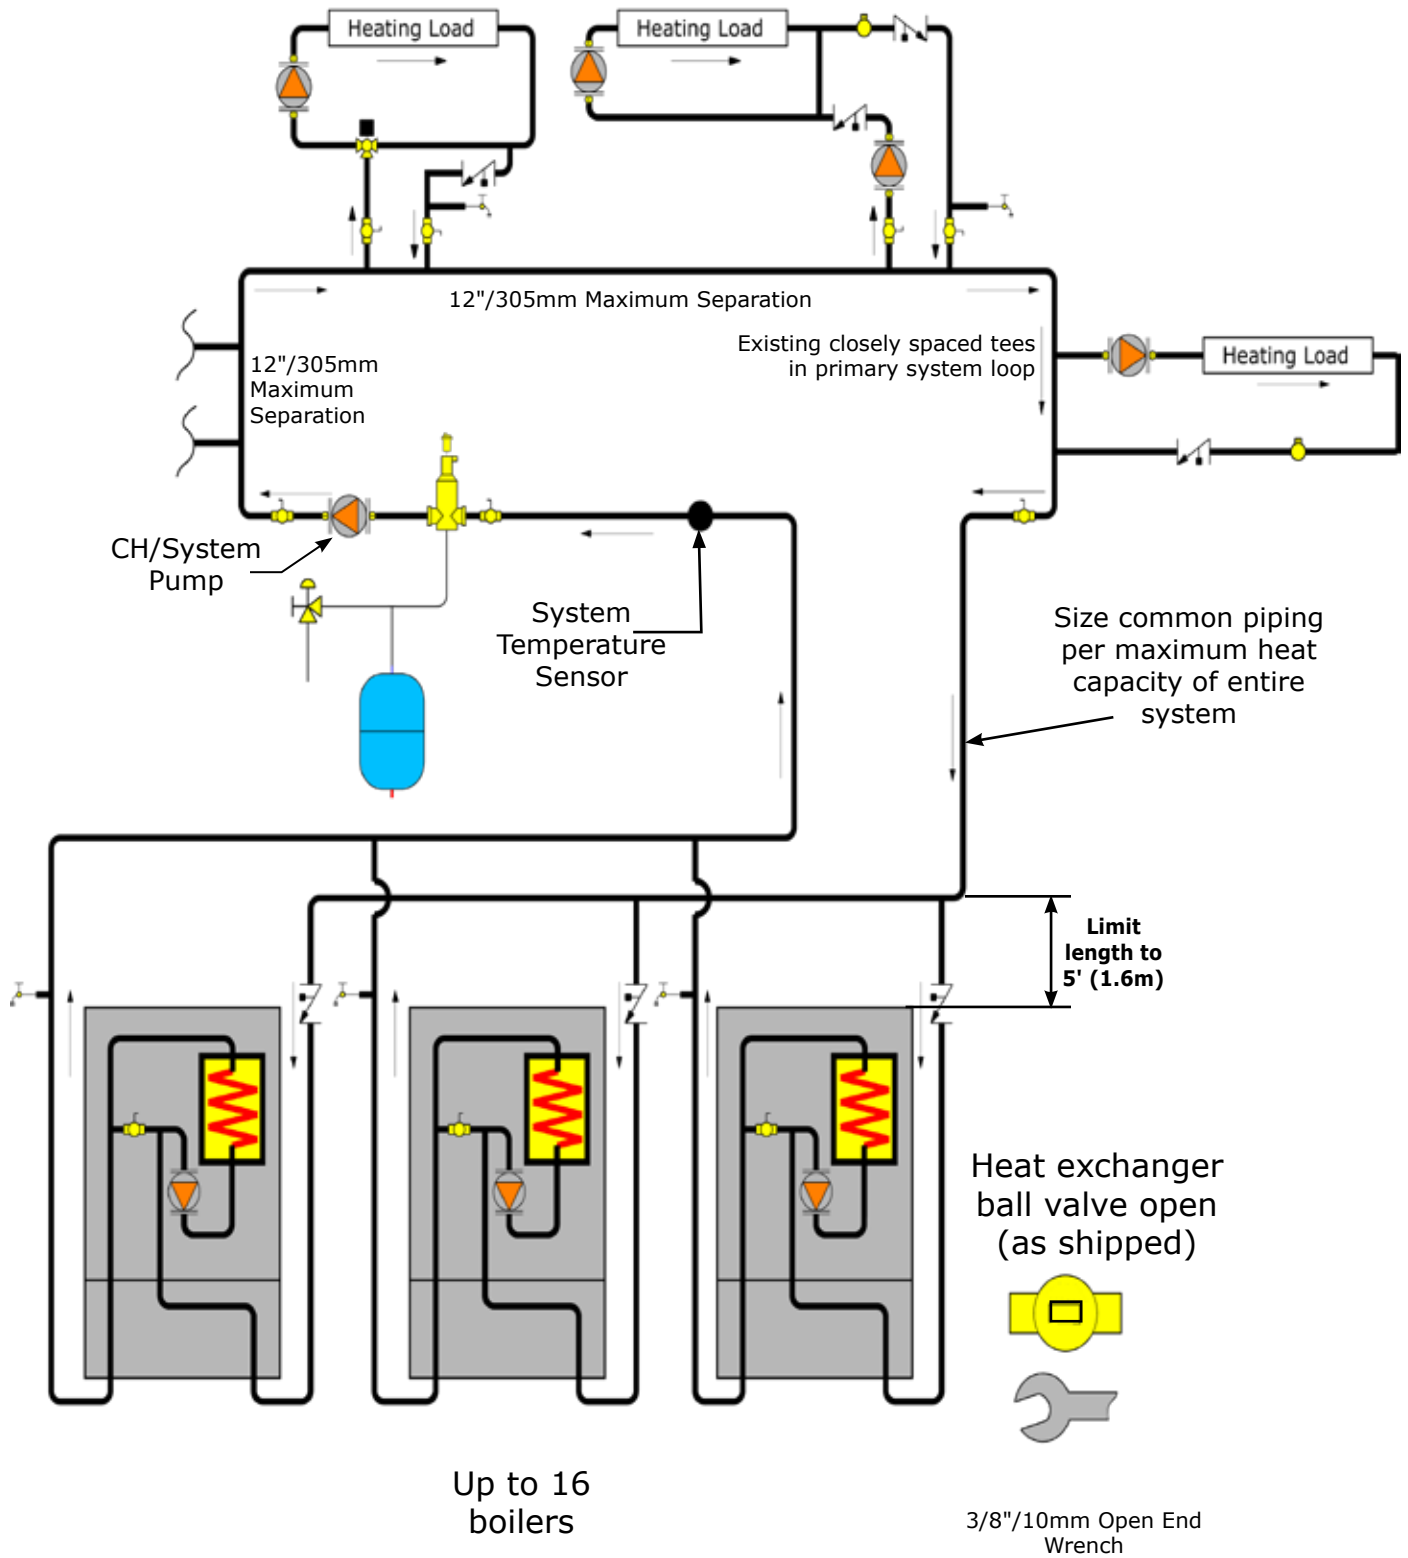 Heating Load
Heating Load
12"/305mm Maximum Separation
Existing closely spaced tees
in primary system loop
Heating Load
12"/305mm
Maximum
Separation
CH/System
Pump
System
Temperature
Sensor
Size common piping
per maximum heat
capacity of entire
system
Limit
length to
5' (1.6m)
Heat exchanger
ball valve open
(as shipped)
Up to 16
boilers
3/8"/10mm Open End
Wrench